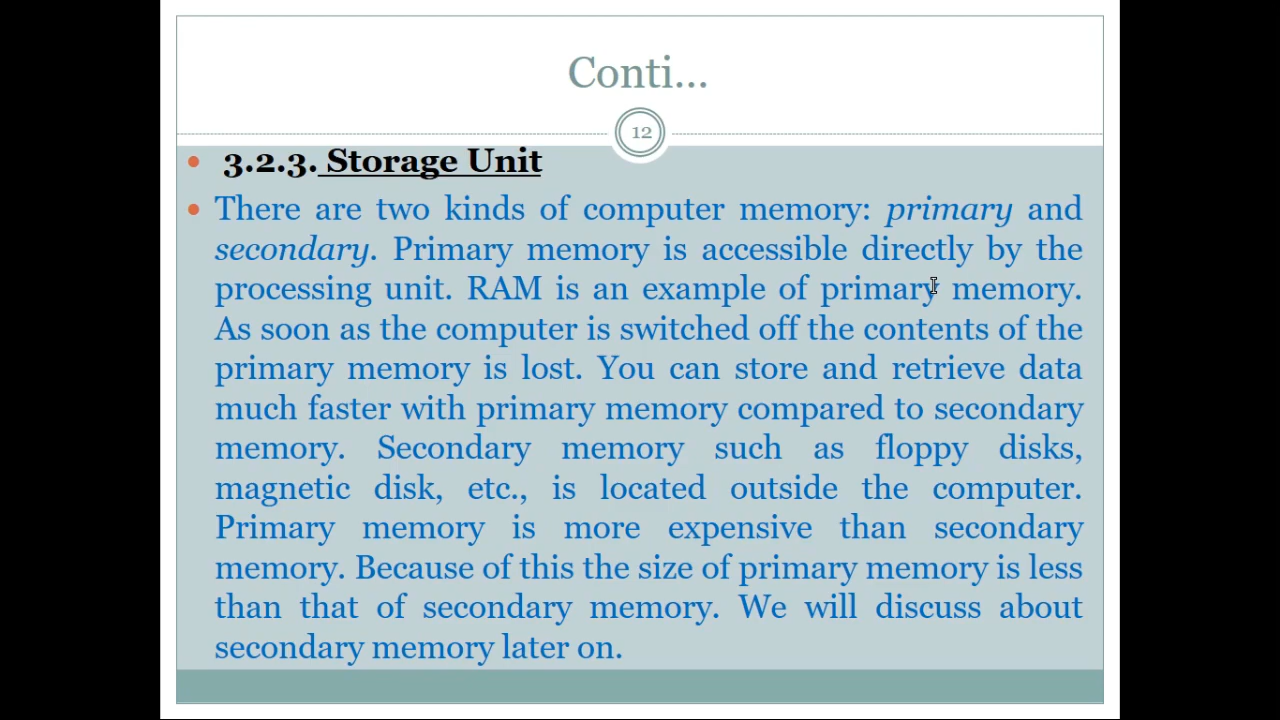 Conti...
12
3.2.3. Storage Unit
There are two kinds of computer memory: primary and
secondary. Primary memory is accessible directly by the
processing unit. RAM is an example of primary memory.
As soon as the computer is switched off the contents of the
primary memory is lost. You can store and retrieve data
much faster with primary memory compared to secondary
memory. Secondary memory such as floppy disks,
magnetic disk, etc., is located outside the computer.
Primary memory is more expensive than secondary
memory. Because of this the size of primary memory is less
than that of secondary memory. We will discuss about
secondary memory later on.